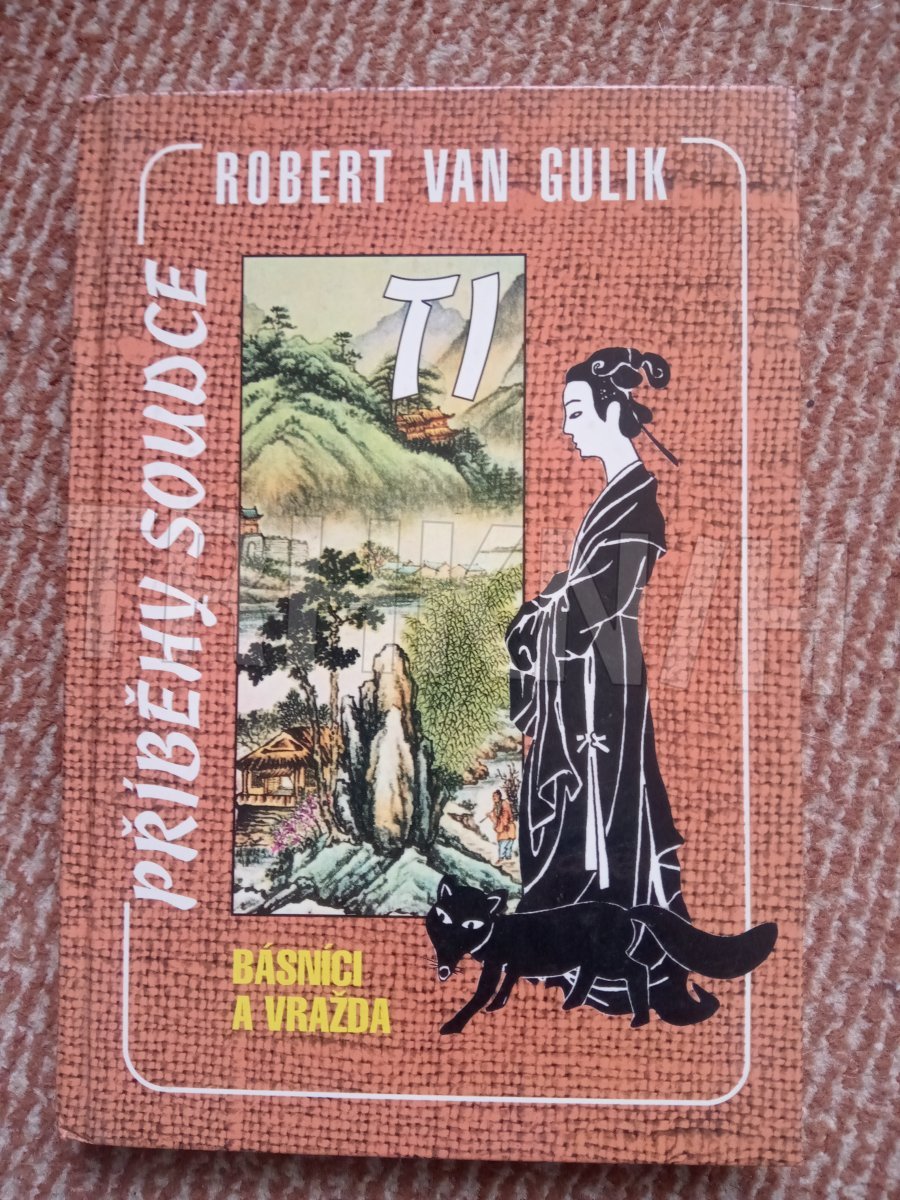 ROBERT VAN GULIK
PŘÍBĚHY SOUDCE
TI
BÁSNÍCI
A VRAŽDA